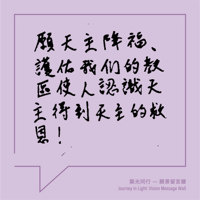 願天主降福、
護佑我们的教
區使人認識天
主得到天主的救
恩！
晨光同行 — 願景留言牆
Journey in Light: Vision Message Wall